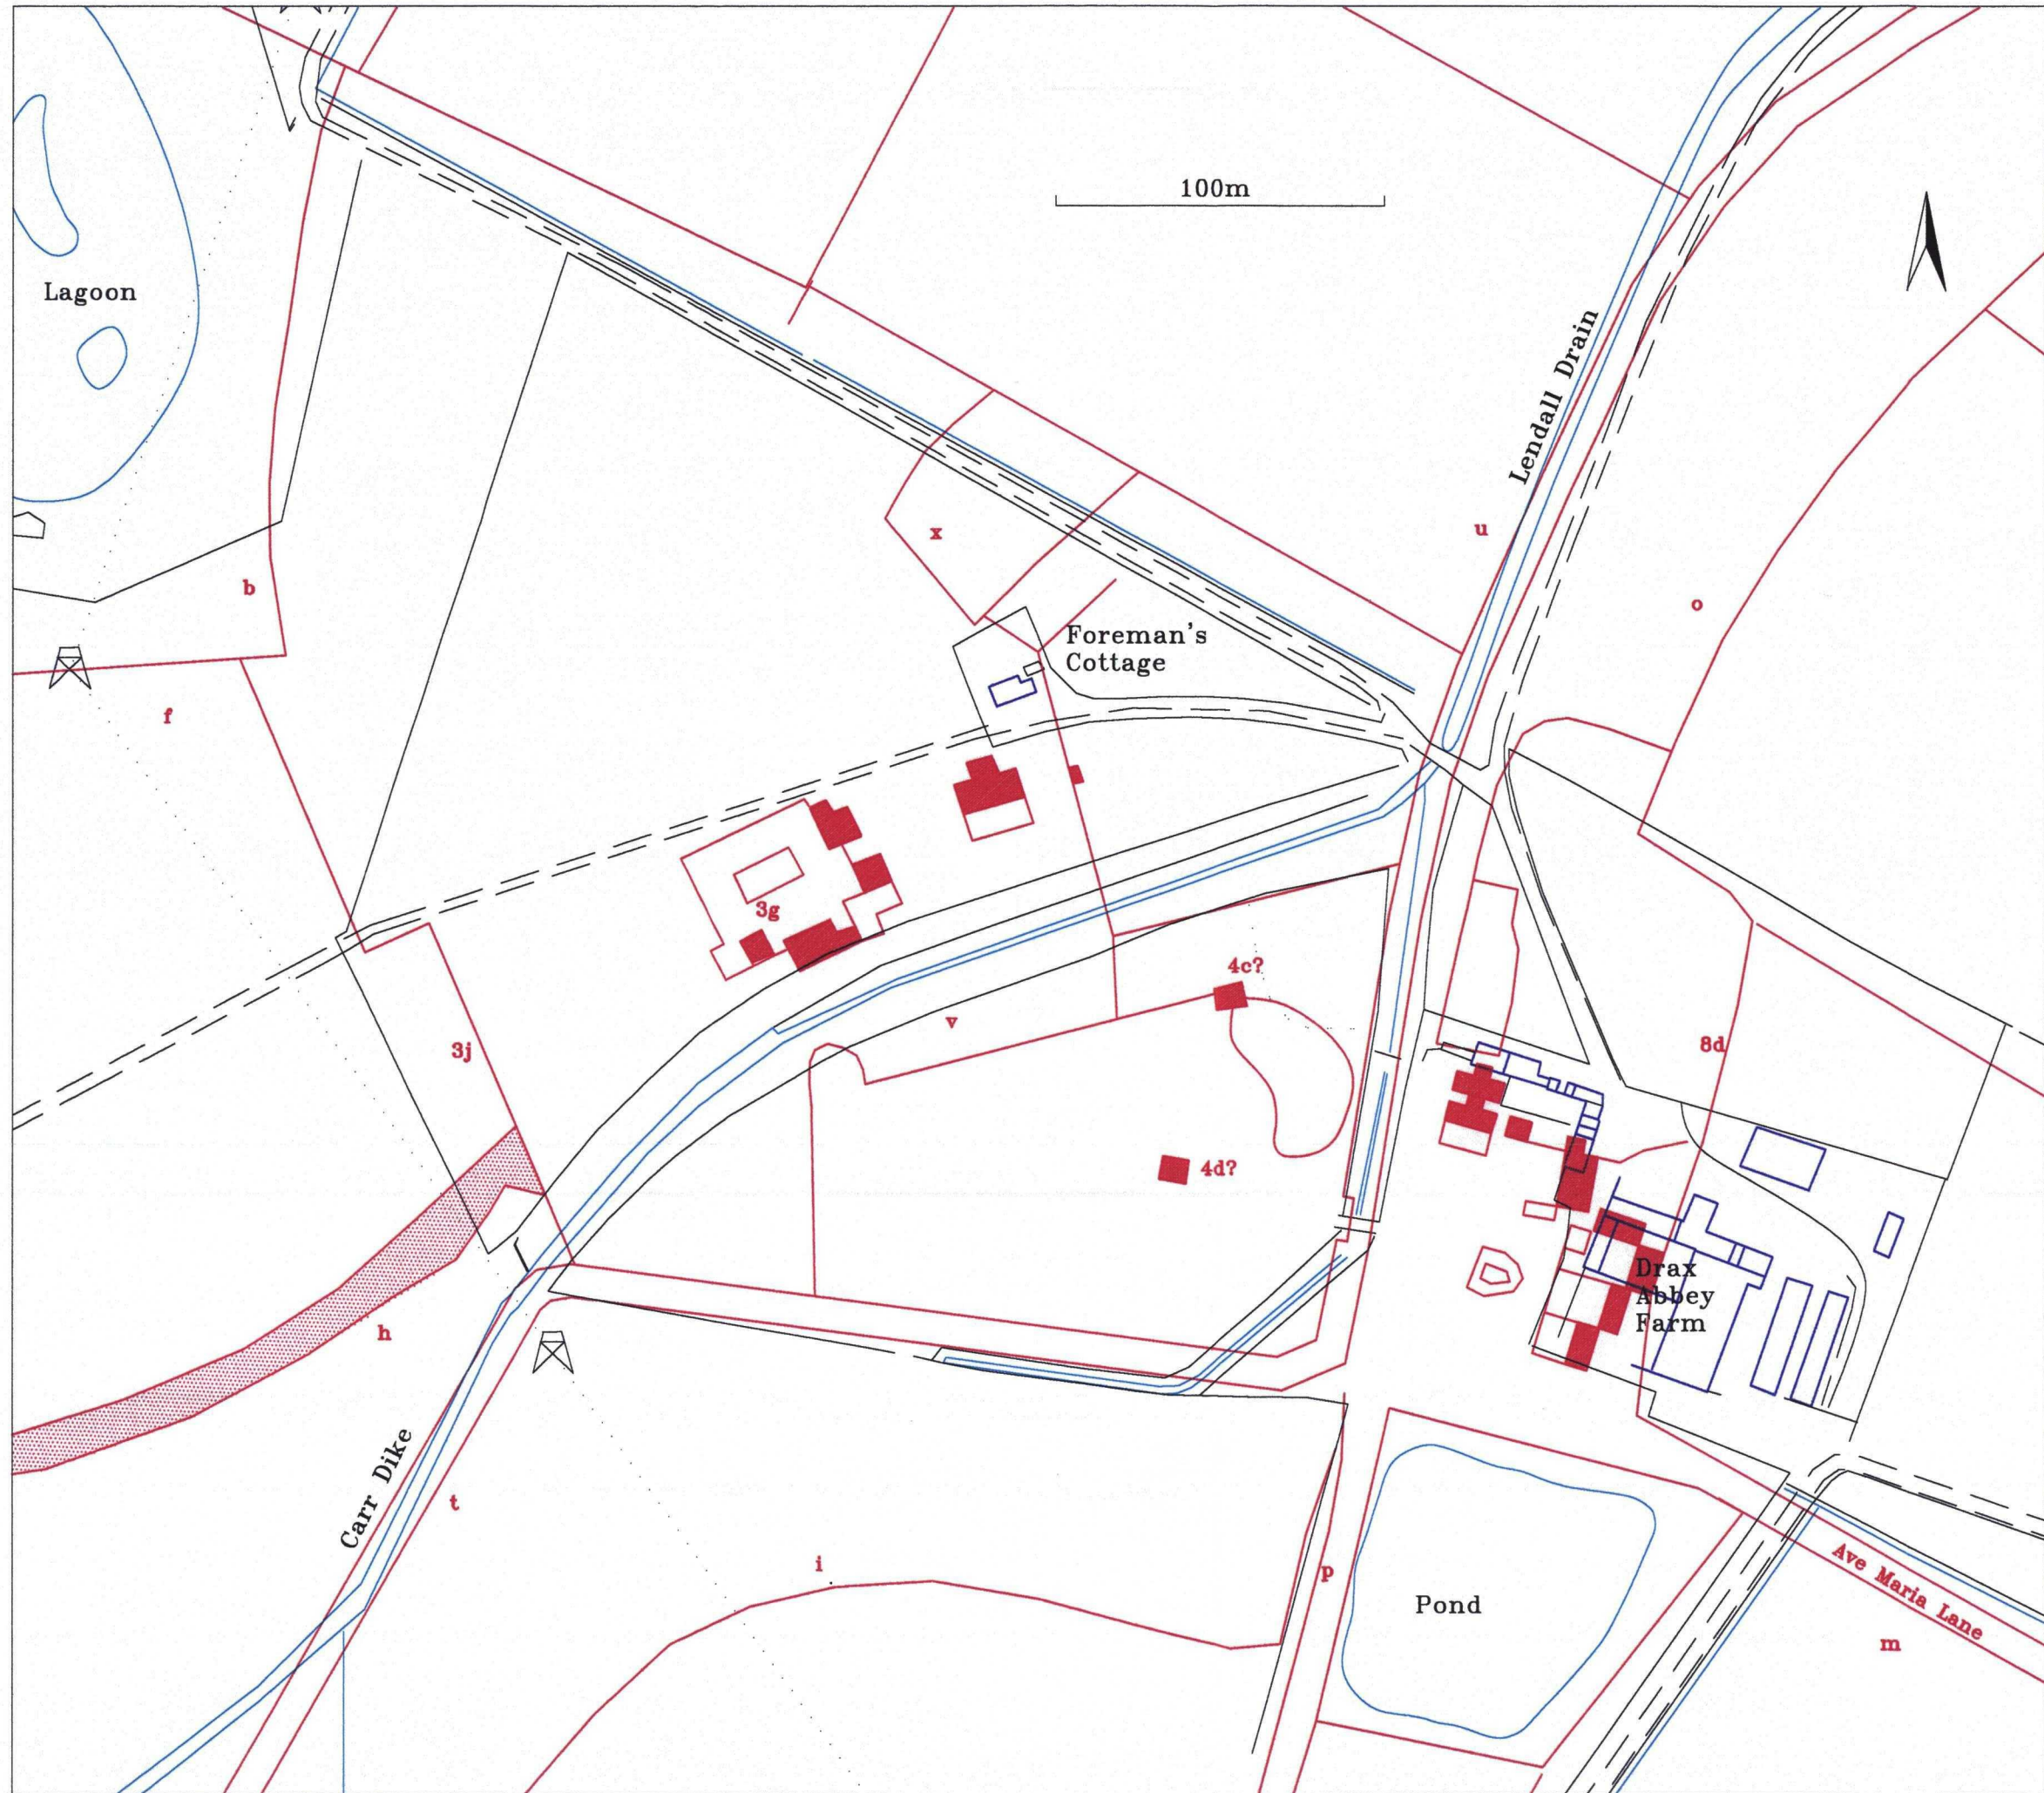 100m
Lagoon
Lendall Drain
u
x
b
o
Foreman's
Cottage
f
3g
4c?
v
3j
8d
4d?
Drax
Abbey
Farm
h
Carr Dike
t
i
p
Pond
Ave Maria Lane
m